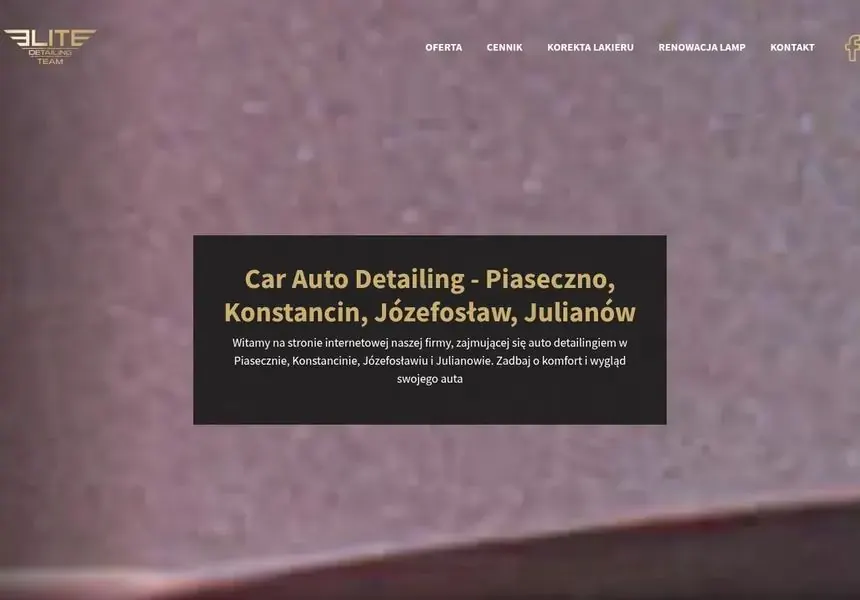 ELITE
DETAILING
TEAM
OFERTA CENNIK KOREKTA LAKIERU RENOWACJA LAMP KONTAKT
Car Auto Detailing - Piaseczno,
Konstancin, Józefosław, Julianów
Witamy na stronie internetowej naszej firmy, zajmującej się auto detailingiem w
Piasecznie, Konstancinie, Józefosławiu i Julianowie. Zadbaj o komfort i wygląd
swojego auta